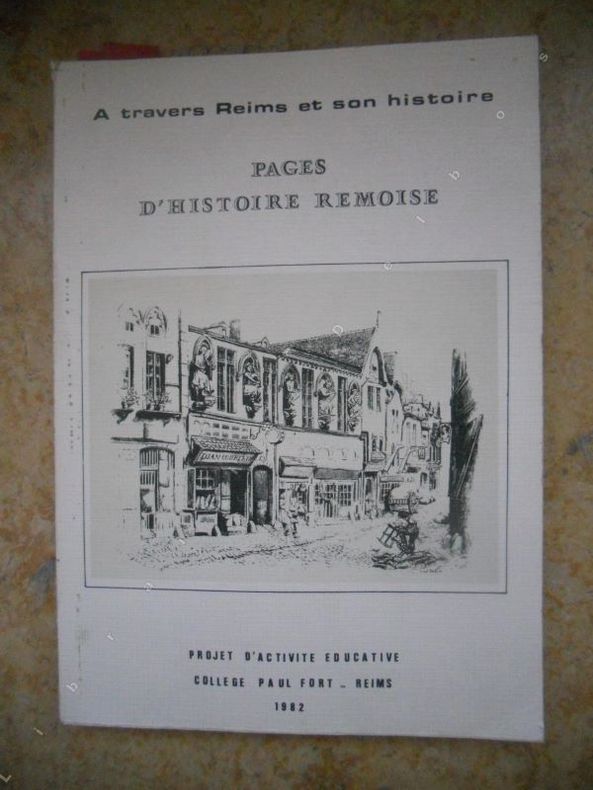 A travers Reims et son histoire
PAGES
D'HISTOIRE REMOISE
PROJET D'ACTIVITE EDUCATIVE
COLLEGE PAUL FORT _ REIMS
1982